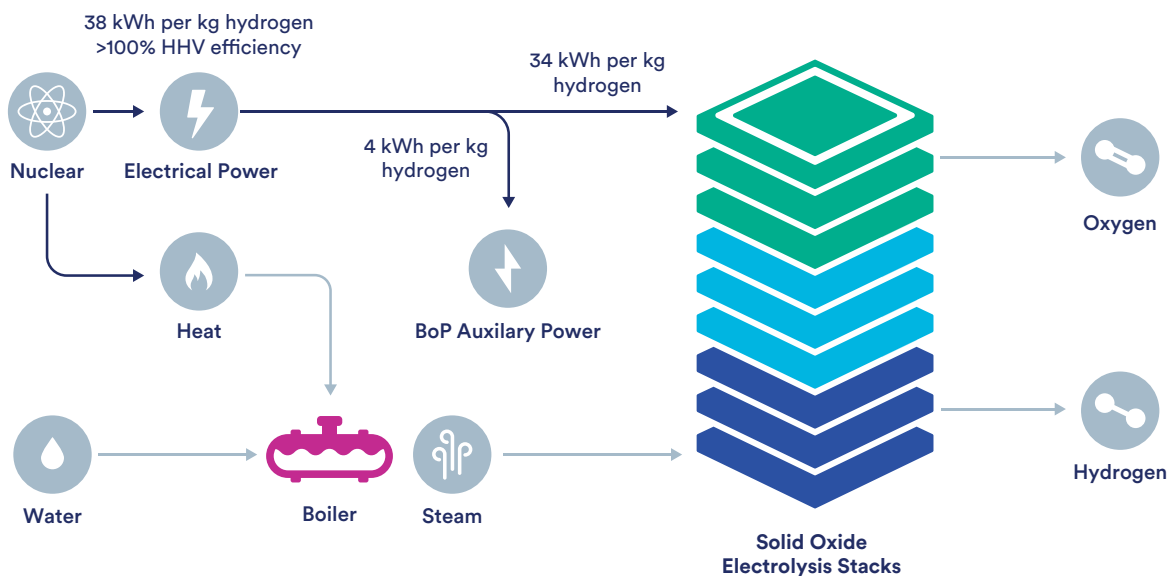 38 kWh per kg hydrogen
>100% HHV efficiency
34 kWh per kg
hydrogen
Nuclear
Electrical Power
4 kWh per kg
hydrogen
Oxygen
Heat
BoP Auxilary Power
Water
Boiler
Steam
Hydrogen
Solid Oxide
Electrolysis Stacks